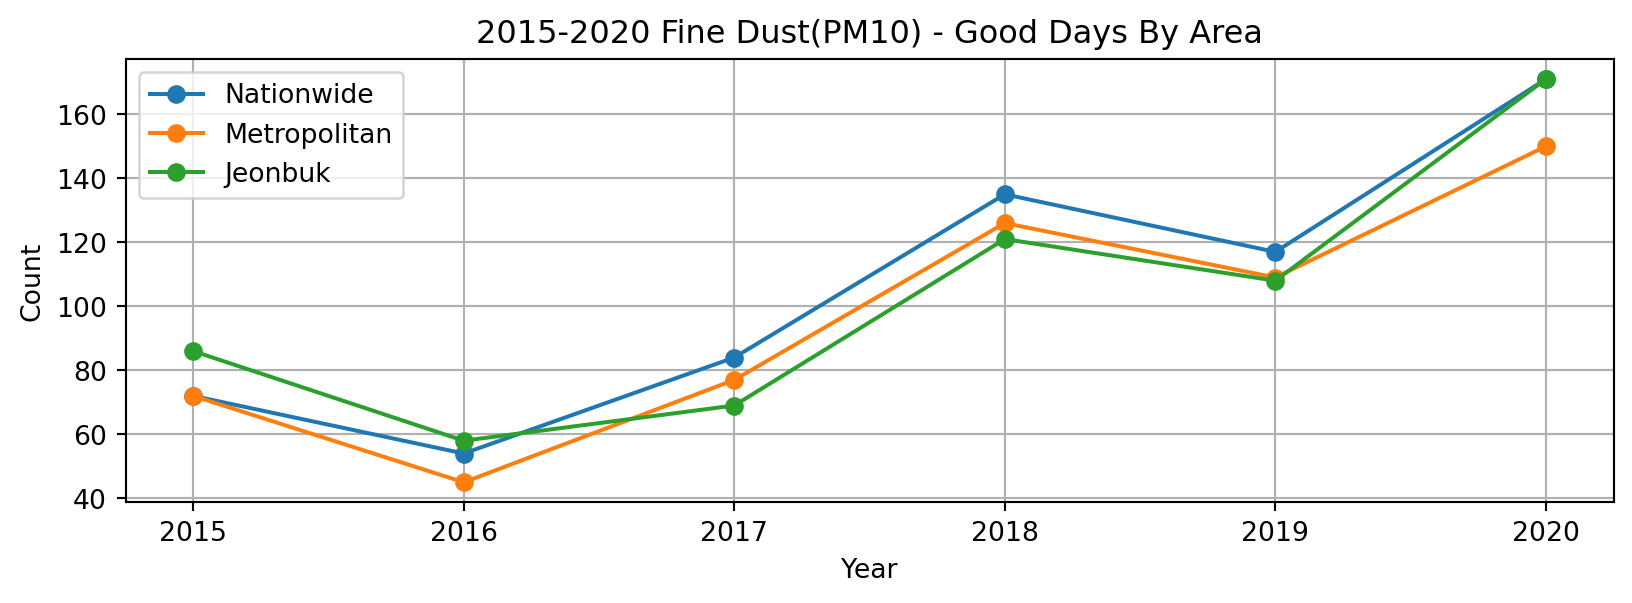 2015-2020 Fine Dust(PM10) - Good Days By Area
Nationwide
Metropolitan
Jeonbuk
Count
160
140
120
100
80
60
40
2015 2016 2017 2018 2019 2020
Year